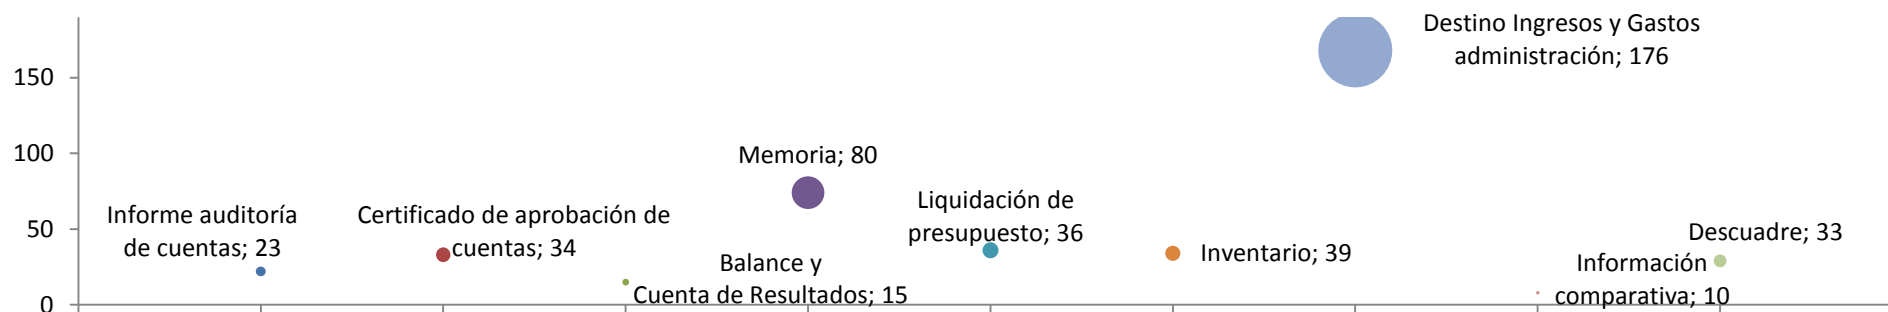 Destino Ingresos y Gastos
administración; 176
150
100
Memoria; 80
Informe auditoría
de cuentas; 23
Certificado de aprobación de
cuentas; 34
Liquidación de
presupuesto; 36
50
Balance y
Cuenta de Resultados; 15
Inventario; 39
Descuadre; 33
Información
comparativa; 10
0